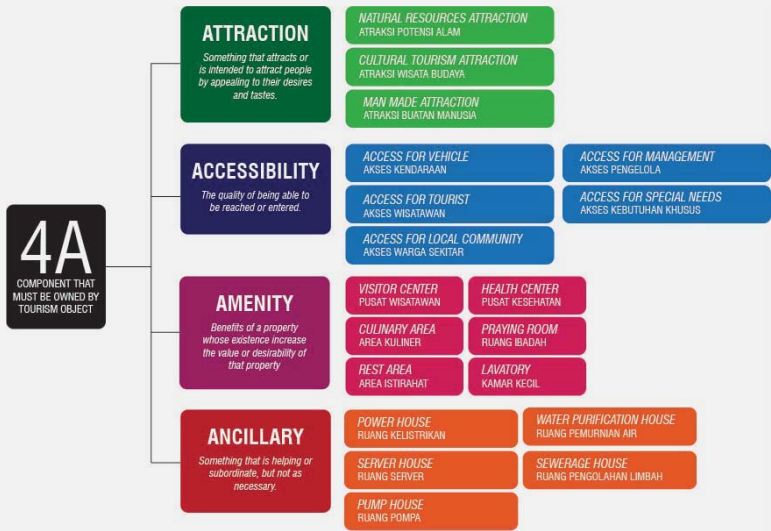 4A
COMPONENT THAT
MUST BE OWNED BY
TOURISM OBJECT
ATTRACTION
Something that attracts or
is intended to attract people
by appealing to their desires
and tastes.
NATURAL RESOURCES ATTRACTION
ATRAKSI POTENSI ALAM
CULTURAL TOURISM ATTRACTION
ATRAKSI WISATA BUDAYA
MAN MADE ATTRACTION
ATRAKSI BUATAN MANUSIA
ACCESSIBILITY
The quality of being able to
be reached or entered.
ACCESS FOR VEHICLE
AKSES KENDARAAN
ACCESS FOR MANAGEMENT
AKSES PENGELOLA
ACCESS FOR TOURIST
AKSES WISATAWAN
ACCESS FOR SPECIAL NEEDS
AKSES KEBUTUHAN KHUSUS
ACCESS FOR LOCAL COMMUNITY
AKSES WARGA SEKITAR
AMENITY
Benefits of a property
whose existence increase
the value or desirability of
that property
VISITOR CENTER
PUSAT WISATAWAN
HEALTH CENTER
PUSAT KESEHATAN
CULINARY AREA
AREA KULINER
PRAYING ROOM
RUANG IBADAH
REST AREA
AREA ISTIRAHAT
LAVATORY
KAMAR KECIL
ANCILLARY
Something that is helping or
subordinate, but not as
necessary.
POWER HOUSE
RUANG KELISTRIKAN
WATER PURIFICATION HOUSE
RUANG PEMURNIAN AIR
SERVER HOUSE
RUANG SERVER
SEWERAGE HOUSE
RUANG PENGOLAHAN LIMBAH
PUMP HOUSE
RUANG POMPA